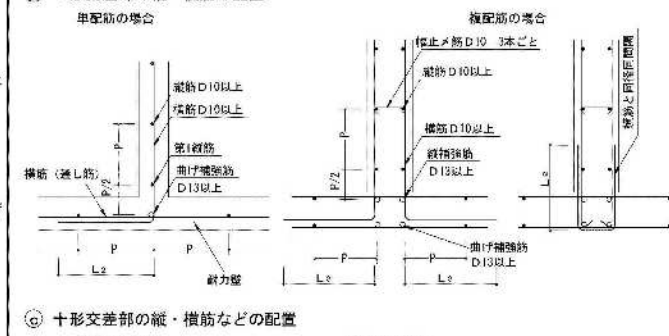 単配筋の場合
複配筋の場合
幅止メ筋D10 3本ごと
縦筋D10以上
縦筋D10以上
横筋D10以上
横筋D10以上
第1縦筋
縦補強筋
D13以上
曲げ補強筋
D13以上
横筋（通し筋）
P
P/2
P
P/2
L2
横筋と同径同間隔
曲げ補強筋
D13以上
P
P
P
P
L2
耐力壁
L2
L2
ⓒ 十形交差部の縦・横筋などの配置